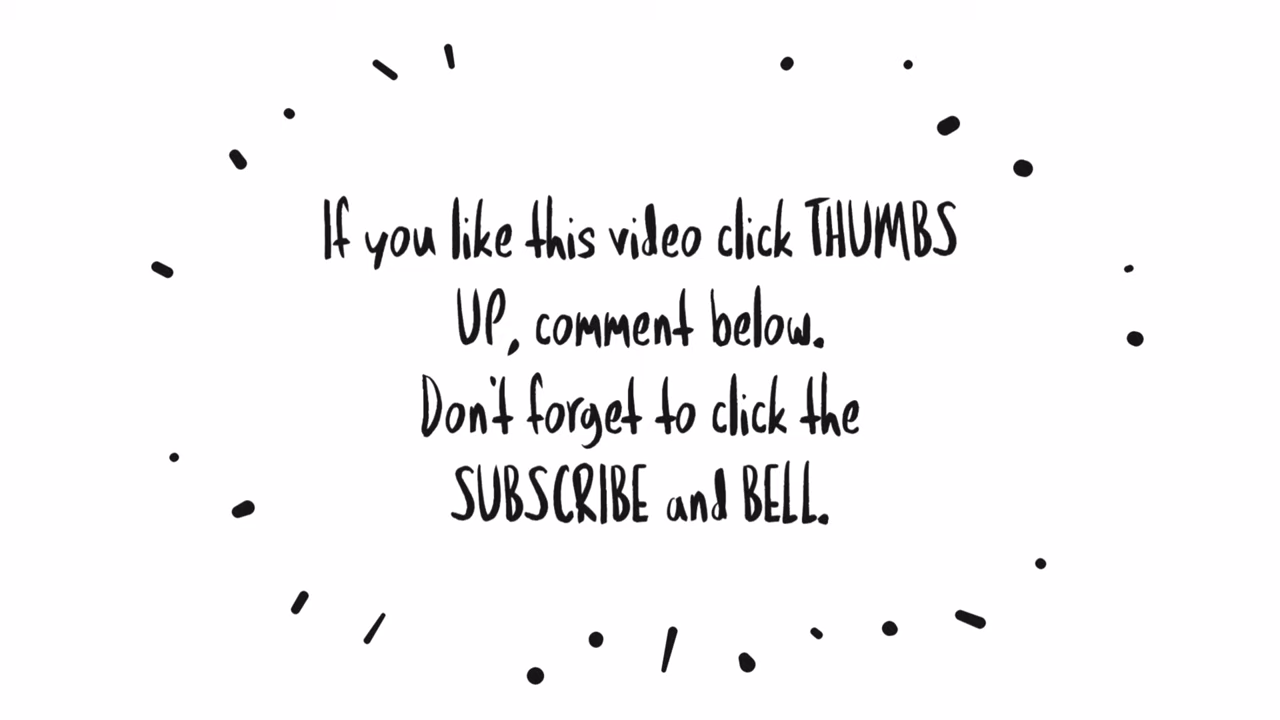 If you like this video click THUMBS
UP, comment below.
Don't forget to click the
SUBSCRIBE and BELL.